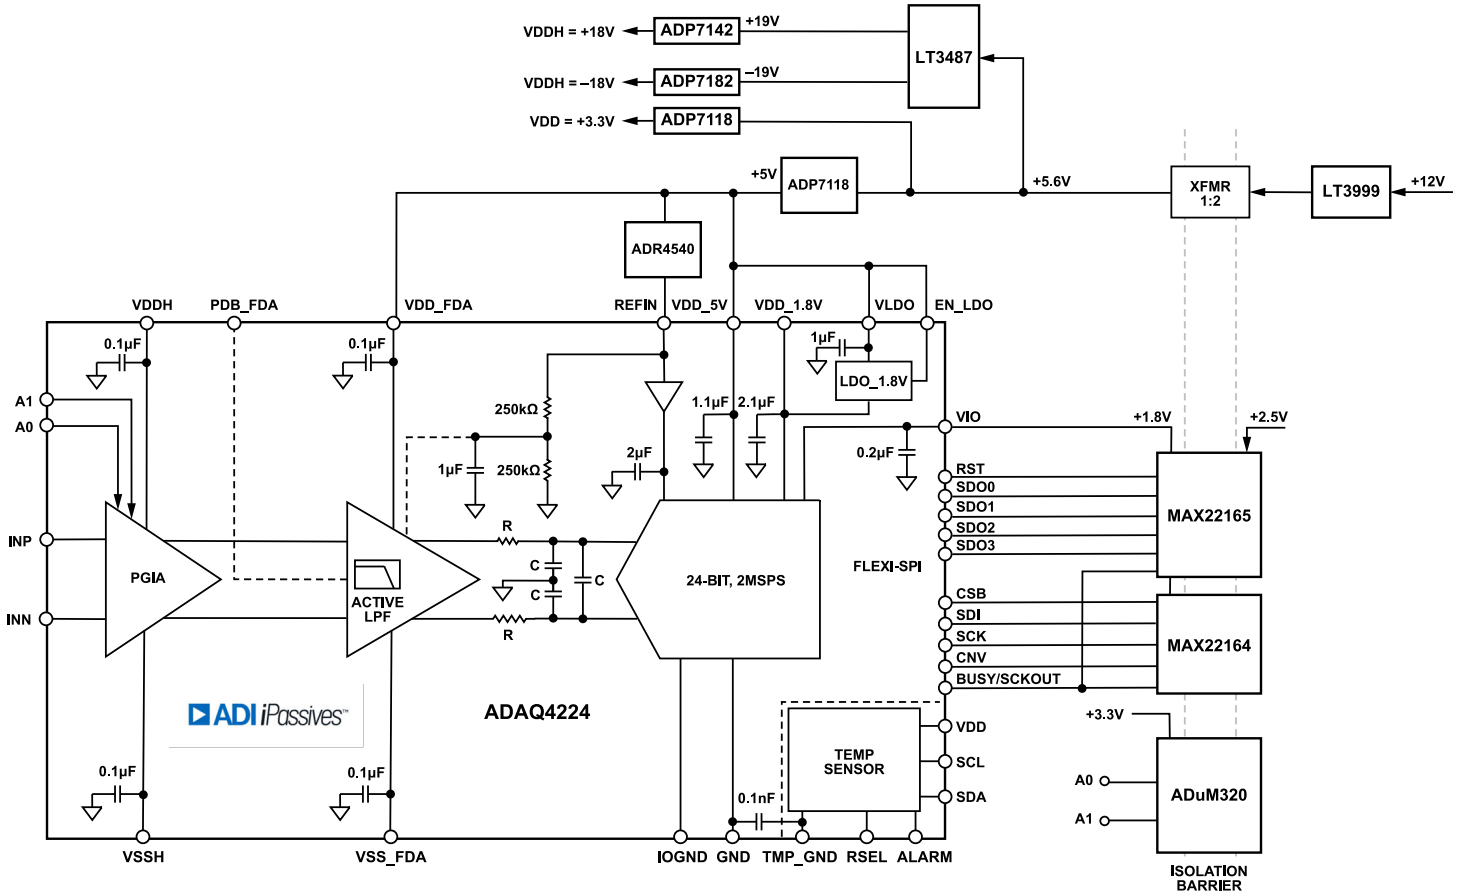 VDDH = +18V
ADP7142
+19V
LT3487
VDDH = –18V
ADP7182
–19V
VDD = +3.3V
ADP7118
+5V
ADP7118
+5.6V
XFMR
1:2
LT3999
+12V
ADR4540
VDDH
PDB_FDA
VDD_FDA
REFIN
VDD_5V
VDD_1.8V
VLDO
EN_LDO
0.1µF
0.1µF
1µF
LDO_1.8V
A1
A0
250kΩ
1.1µF
2.1µF
VIO
+1.8V
+2.5V
1µF
250kΩ
2µF
0.2µF
RST
SDO0
SDO1
SDO2
SDO3
MAX22165
INP
PGIA
ACTIVE
LPF
R
C
C
C
R
24-BIT, 2MSPS
FLEXI-SPI
INN
CSB
SDI
SCK
CNV
BUSY/SCKOUT
MAX22164
ADI iPassives™
ADAQ4224
+3.3V
VDD
TEMP
SENSOR
SCL
SDA
0.1µF
0.1µF
0.1nF
A0
A1
ADuM320
VSSH
VSS_FDA
IOGND
GND
TMP_GND
RSEL
ALARM
ISOLATION
BARRIER